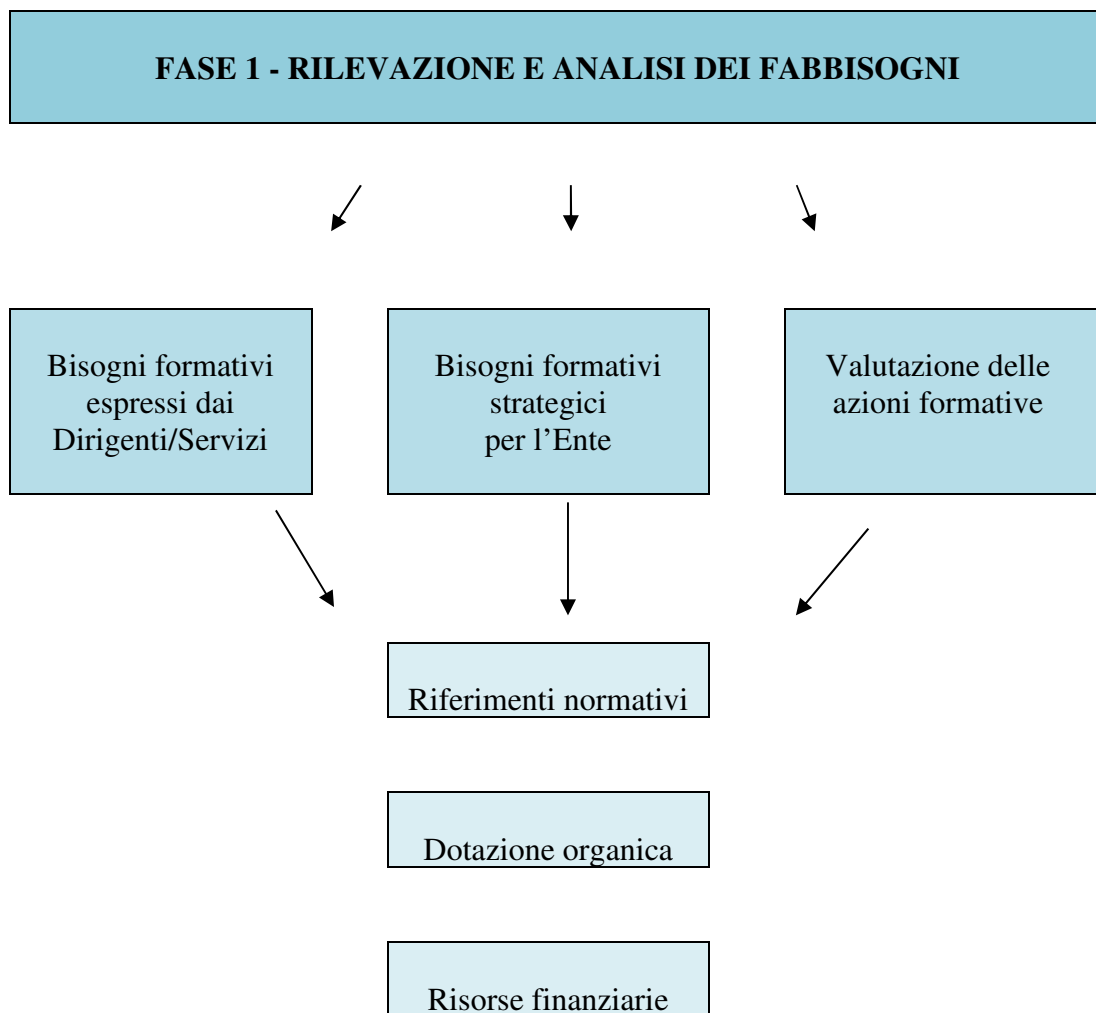 FASE 1 - RILEVAZIONE E ANALISI DEI FABBISOGNI
Bisogni formativi
espressi dai
Dirigenti/Servizi
Bisogni formativi
strategici
per l’Ente
Valutazione delle
azioni formative
Riferimenti normativi
Dotazione organica
Risorse finanziarie